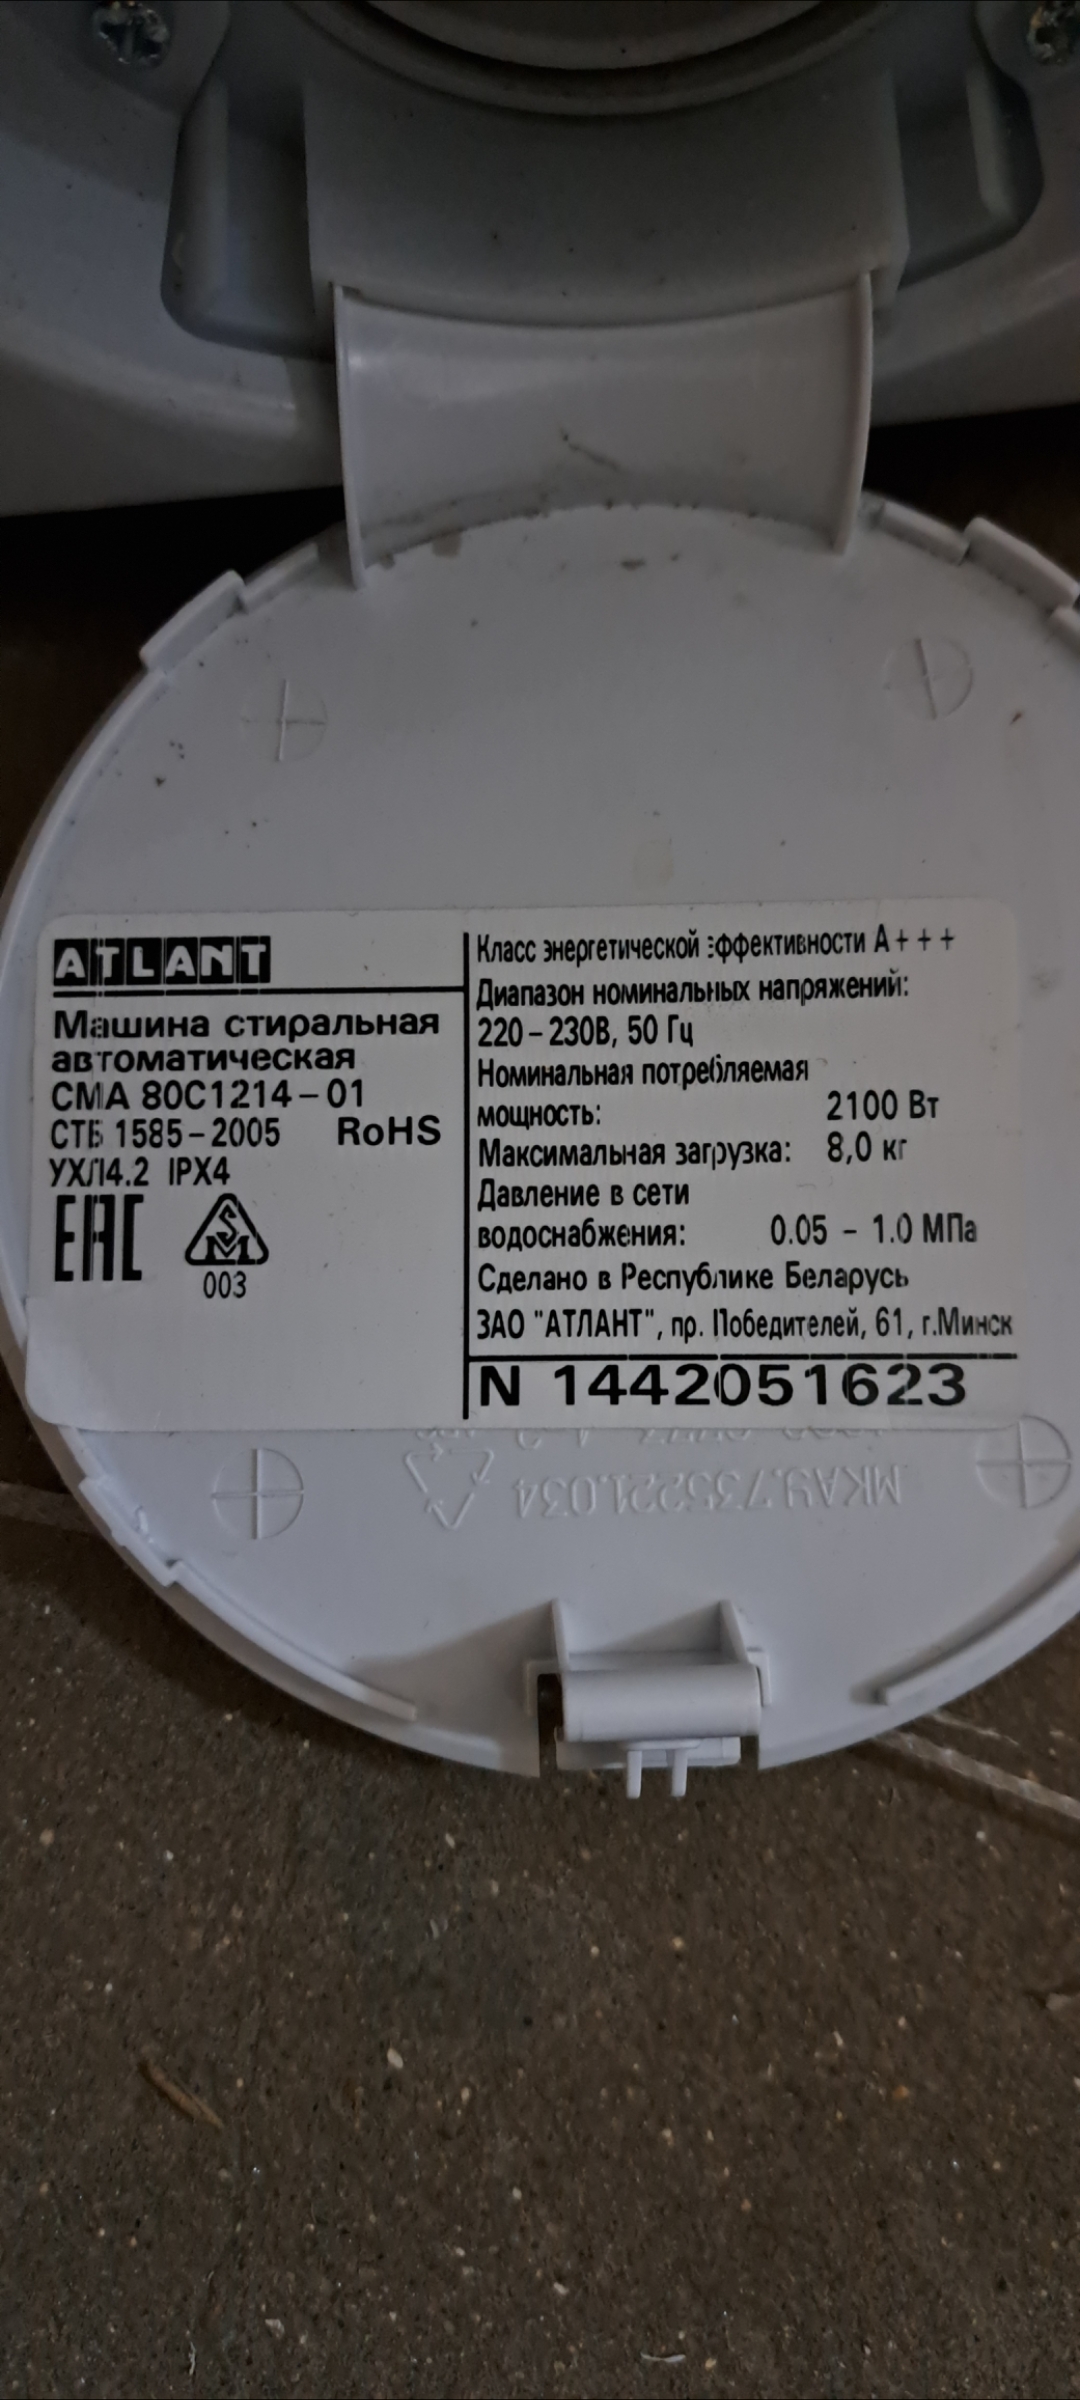 ATLANT
Машина стиральная
автоматическая
СМА 80С1214-01
СТБ 1585-2005 RoHS
УХЛ4.2 IPX4
EAC
003
Класс энергетической эффективности А+++
Диапазон номинальных напряжений:
220-230В, 50 Гц
Номинальная потребляемая
мощность: 2100 Вт
Максимальная загрузка: 8,0 кг
Давление в сети
водоснабжения: 0.05 - 1.0 МПа
Сделано в Республике Беларусь
ЗАО "АТЛАНТ", пр. Победителей, 61, г.Минск
N 1442051623
МКАУ.735221.034